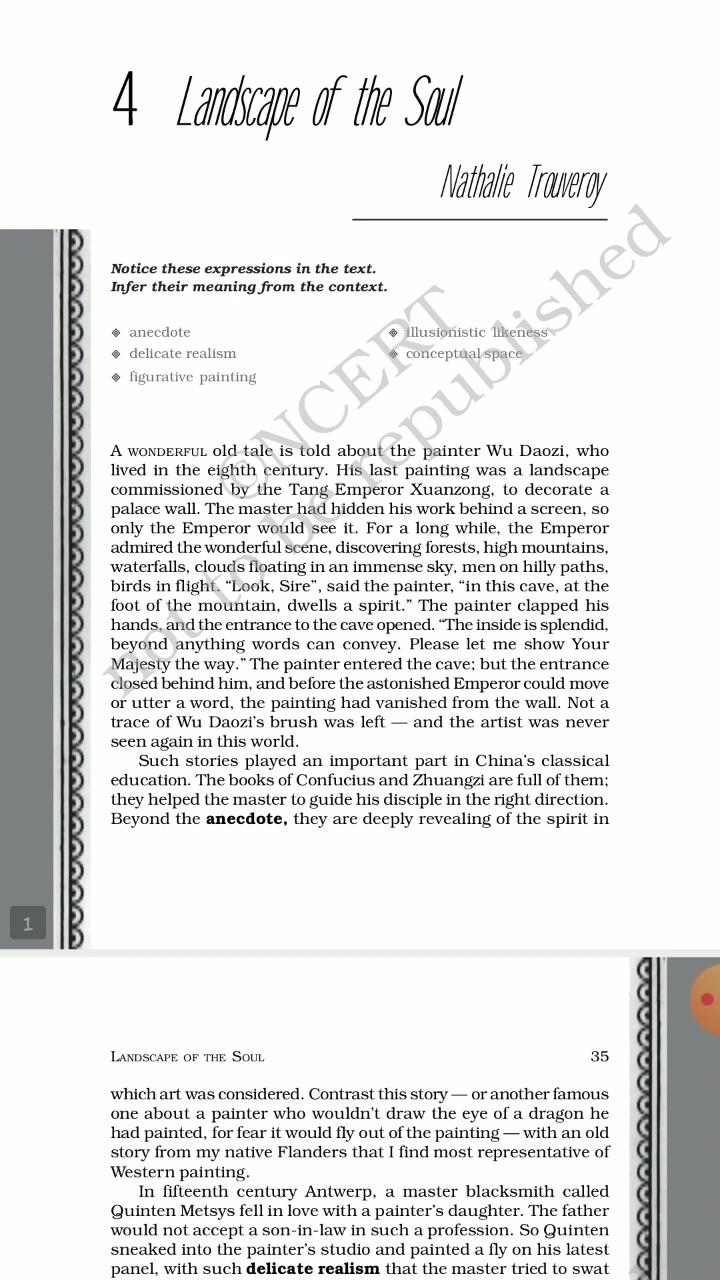 4 Landscape of the Soul
Nathalie Trouveroy
Notice these expressions in the text.
Infer their meaning from the context.
anecdote
illusionistic likeness
delicate realism
conceptual space
figurative painting
©NCERT
not to be republished
A WONDERFUL old tale is told about the painter Wu Daozi, who
lived in the eighth century. His last painting was a landscape
commissioned by the Tang Emperor Xuanzong, to decorate a
palace wall. The master had hidden his work behind a screen, so
only the Emperor would see it. For a long while, the Emperor
admired the wonderful scene, discovering forests, high mountains,
waterfalls, clouds floating in an immense sky, men on hilly paths,
birds in flight. “Look, Sire”, said the painter, “in this cave, at the
foot of the mountain, dwells a spirit.” The painter clapped his
hands, and the entrance to the cave opened. “The inside is splendid,
beyond anything words can convey. Please let me show Your
Majesty the way.” The painter entered the cave; but the entrance
closed behind him, and before the astonished Emperor could move
or utter a word, the painting had vanished from the wall. Not a
trace of Wu Daozi’s brush was left — and the artist was never
seen again in this world.
Such stories played an important part in China’s classical
education. The books of Confucius and Zhuangzi are full of them;
they helped the master to guide his disciple in the right direction.
Beyond the anecdote, they are deeply revealing of the spirit in
1
LANDSCAPE OF THE SOUL 35
which art was considered. Contrast this story — or another famous
one about a painter who wouldn’t draw the eye of a dragon he
had painted, for fear it would fly out of the painting — with an old
story from my native Flanders that I find most representative of
Western painting.
In fifteenth century Antwerp, a master blacksmith called
Quinten Metsys fell in love with a painter’s daughter. The father
would not accept a son-in-law in such a profession. So Quinten
sneaked into the painter’s studio and painted a fly on his latest
panel, with such delicate realism that the master tried to swat